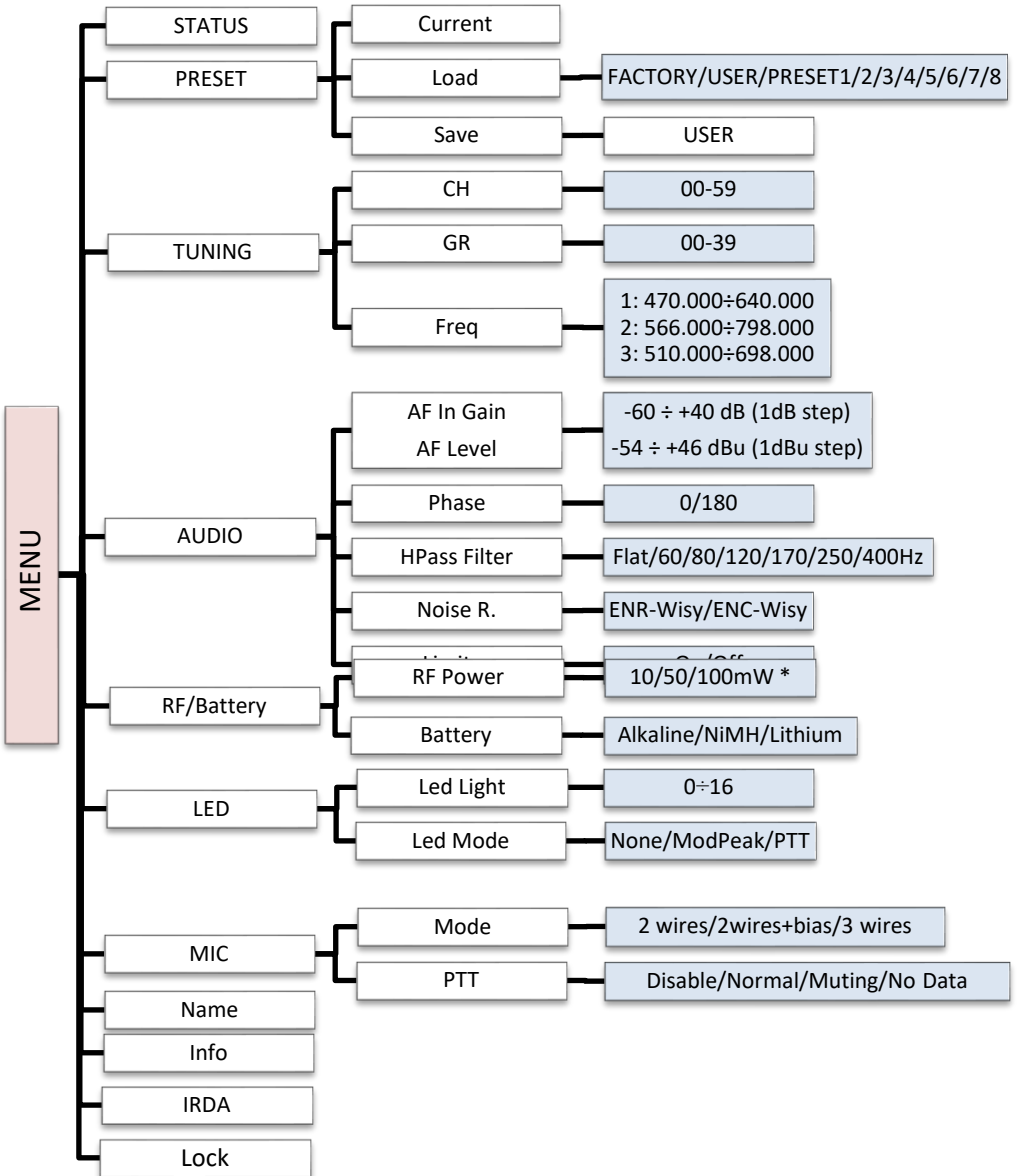 MENU
STATUS
PRESET
Current
Load
FACTORY/USER/PRESET1/2/3/4/5/6/7/8
Save
USER
TUNING
CH
00-59
GR
00-39
Freq
1: 470.000÷640.000
2: 566.000÷798.000
3: 510.000÷698.000
AUDIO
AF In Gain
AF Level
-60 ÷ +40 dB (1dB step)
-54 ÷ +46 dBu (1dBu step)
Phase
0/180
HPass Filter
Flat/60/80/120/170/250/400Hz
Noise R.
ENR-Wisy/ENC-Wisy
RF/Battery
RF Power
10/50/100mW *
Battery
Alkaline/NiMH/Lithium
LED
Led Light
0÷16
Led Mode
None/ModPeak/PTT
MIC
Mode
2 wires/2wires+bias/3 wires
PTT
Disable/Normal/Muting/No Data
Name
Info
IRDA
Lock